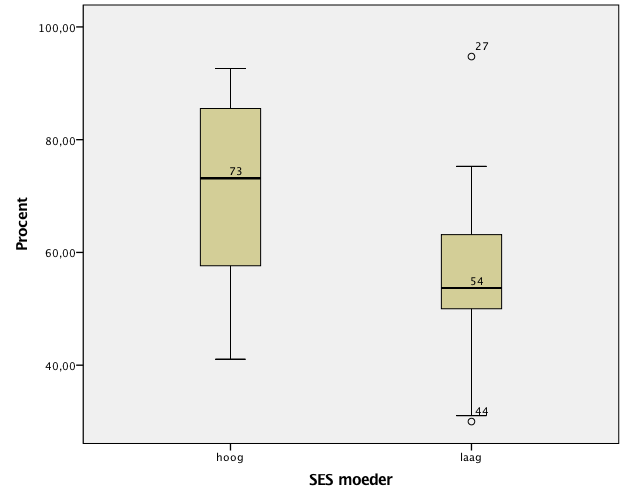 100,00
27
80,00
73
60,00
54
40,00
44
Procent
hoog
laag
SES moeder